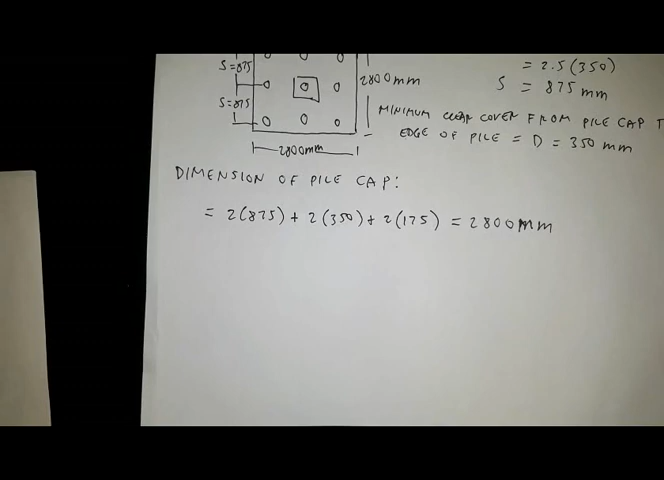 S=875
2800mm
= 2.5(350)
S = 875 mm
S=875
MINIMUM CLEAR COVER FROM PILE CAP T
EDGE OF PILE = D = 350 mm
2800mm
DIMENSION OF PILE CAP:
= 2(875) + 2(350) + 2(175) = 2800mm